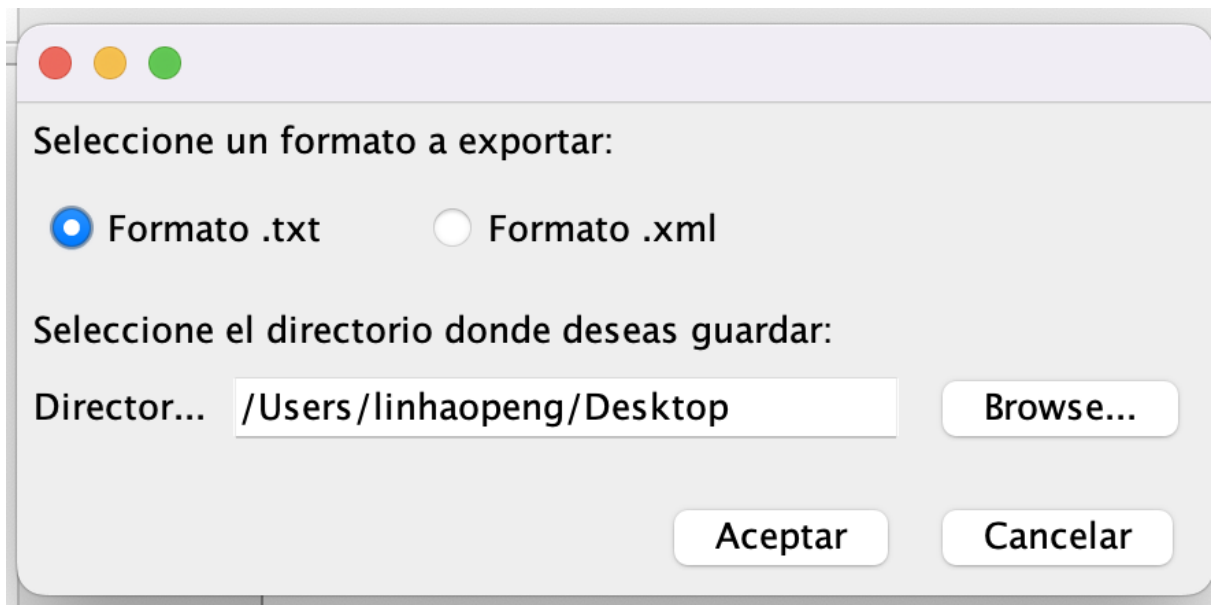 Seleccione un formato a exportar:
Formato .txt Formato .xml
Seleccione el directorio donde deseas guardar:
Director... /Users/linhaopeng/Desktop Browse...
Aceptar Cancelar